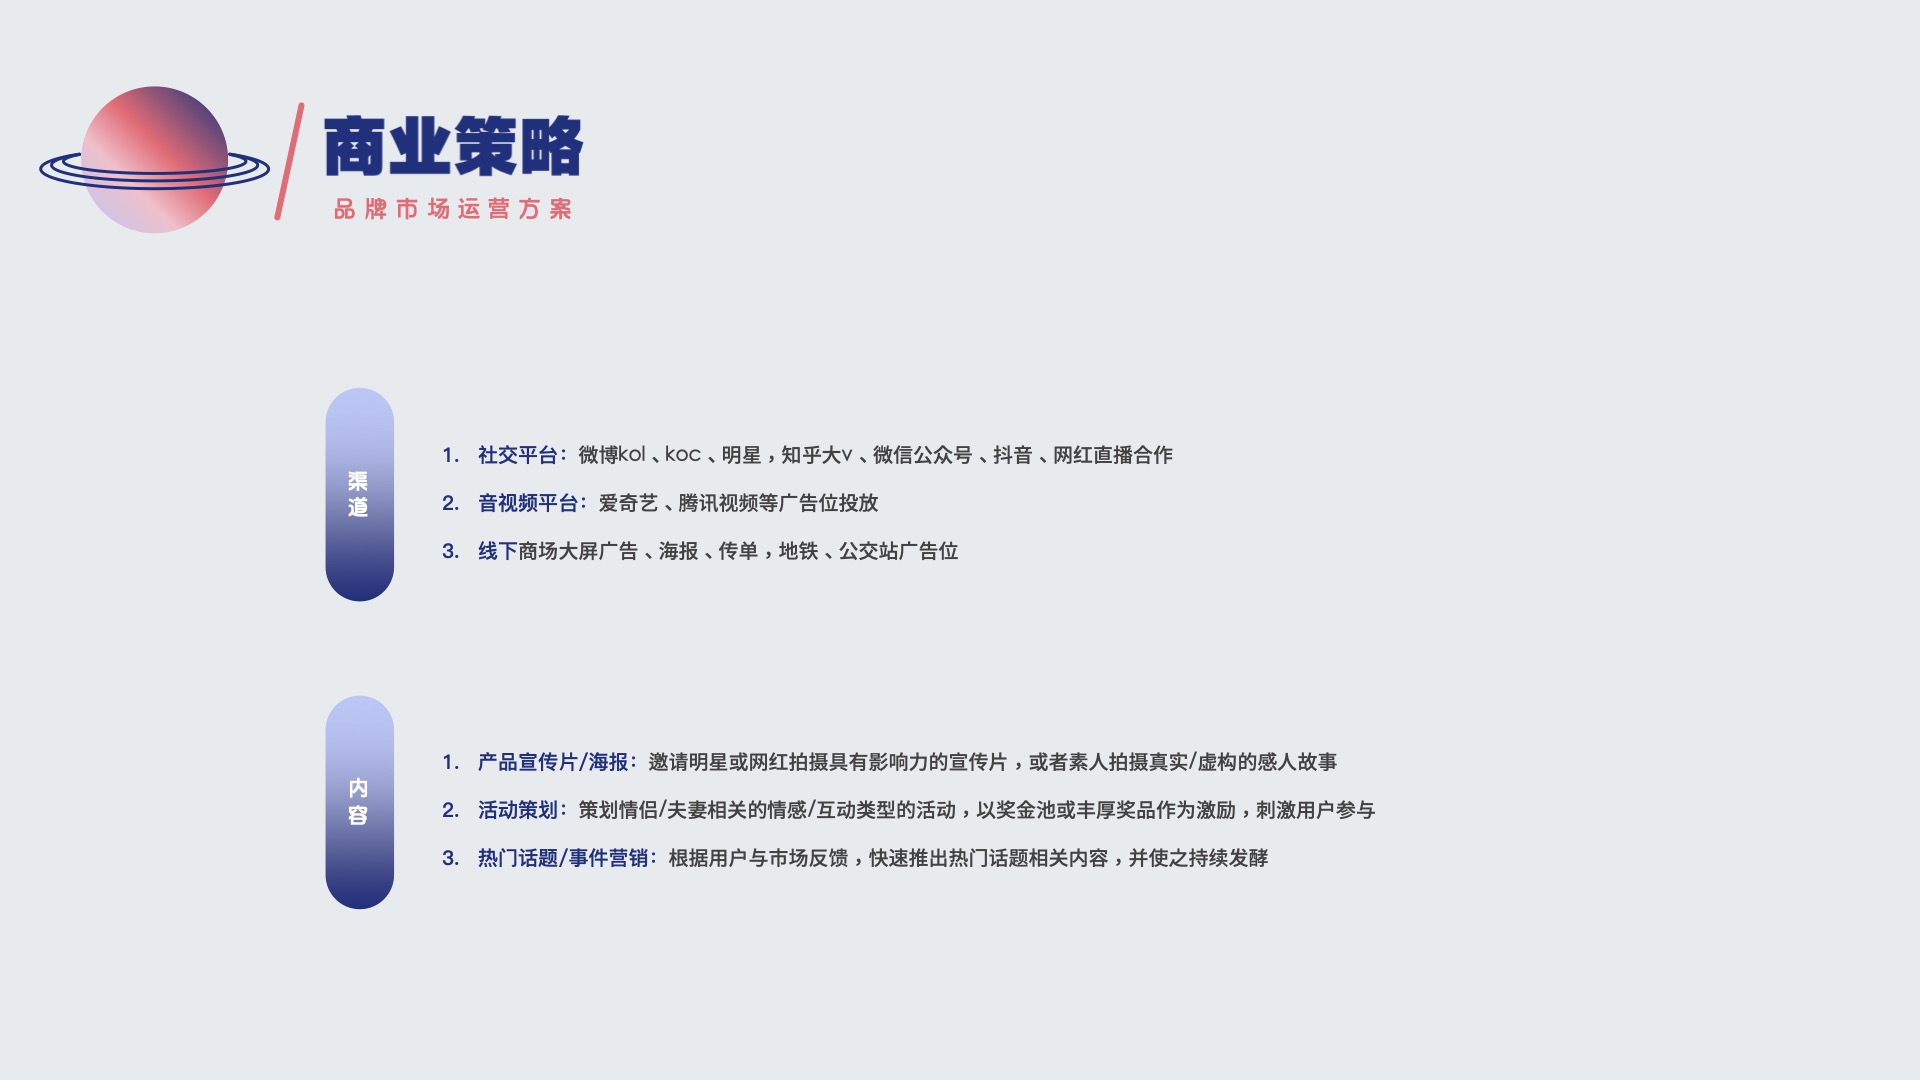 商业策略
品牌市场运营方案
渠道
1. 社交平台：微博kol、koc、明星，知乎大v、微信公众号、抖音、网红直播合作
2. 音视频平台：爱奇艺、腾讯视频等广告位投放
3. 线下商场大屏广告、海报、传单，地铁、公交站广告位
内容
1. 产品宣传片/海报：邀请明星或网红拍摄具有影响力的宣传片，或者素人拍摄真实/虚构的感人故事
2. 活动策划：策划情侣/夫妻相关的情感/互动类型的活动，以奖金池或丰厚奖品作为激励，刺激用户参与
3. 热门话题/事件营销：根据用户与市场反馈，快速推出热门话题相关内容，并使之持续发酵